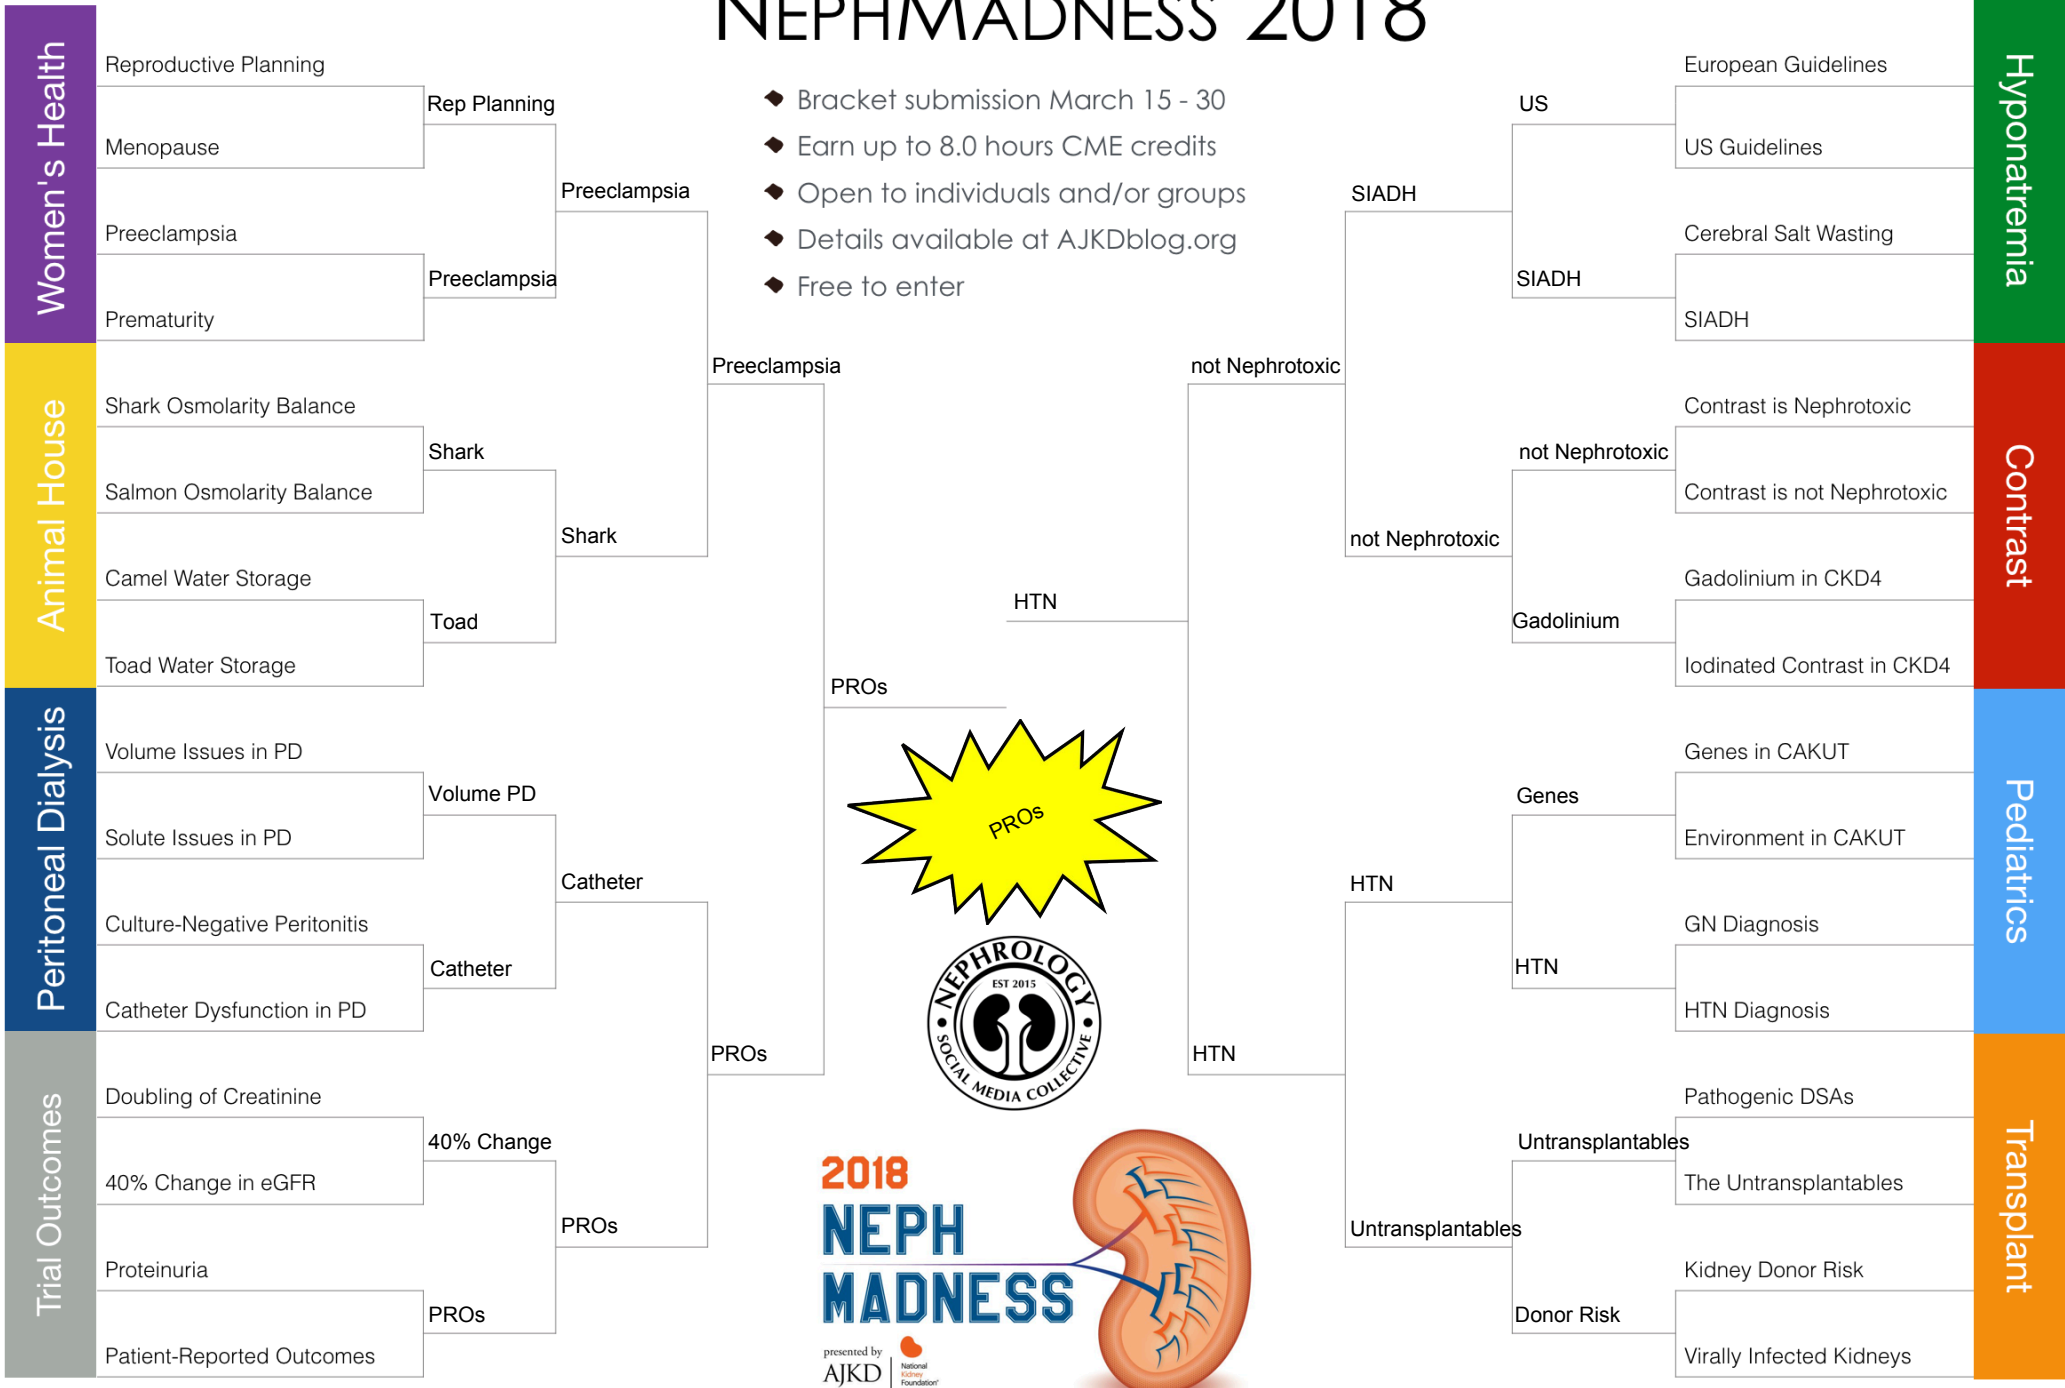 NEPHMADNESS 2018
Bracket submission March 15 - 30
Earn up to 8.0 hours CME credits
Open to individuals and/or groups
Details available at AJKDblog.org
Free to enter
Women's Health
Reproductive Planning
Menopause
Preeclampsia
Prematurity
Rep Planning
Preeclampsia
Preeclampsia
Animal House
Shark Osmolarity Balance
Salmon Osmolarity Balance
Camel Water Storage
Toad Water Storage
Shark
Toad
Shark
Preeclampsia
Peritoneal Dialysis
Volume Issues in PD
Solute Issues in PD
Culture-Negative Peritonitis
Catheter Dysfunction in PD
Volume PD
Catheter
Catheter
Trial Outcomes
Doubling of Creatinine
40% Change in eGFR
Proteinuria
Patient-Reported Outcomes
40% Change
PROs
PROs
PROs
PROs
HTN
PROs
Hyponatremia
European Guidelines
US Guidelines
Cerebral Salt Wasting
SIADH
US
SIADH
SIADH
Contrast
Contrast is Nephrotoxic
Contrast is not Nephrotoxic
Gadolinium in CKD4
Iodinated Contrast in CKD4
not Nephrotoxic
Gadolinium
not Nephrotoxic
not Nephrotoxic
Pediatrics
Genes in CAKUT
Environment in CAKUT
GN Diagnosis
HTN Diagnosis
Genes
HTN
HTN
Transplant
Pathogenic DSAs
The Untransplantables
Kidney Donor Risk
Virally Infected Kidneys
Untransplantables
Donor Risk
Untransplantables
HTN
NEPHROLOGY
EST 2015
SOCIAL MEDIA COLLECTIVE
2018
NEPH
MADNESS
presented by
AJKD
National
Kidney
Foundation®